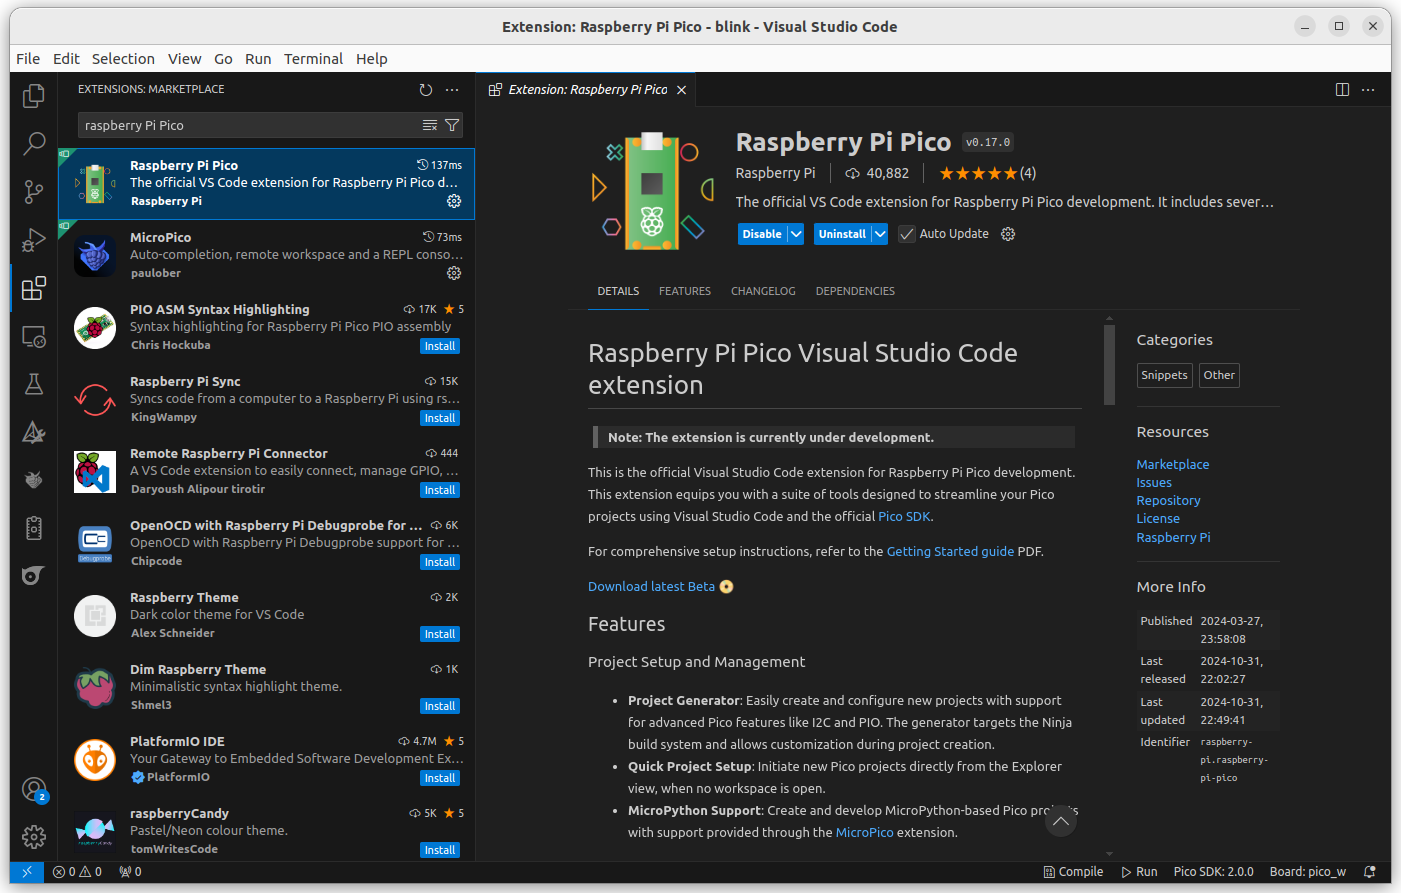 Extension: Raspberry Pi Pico - blink - Visual Studio Code
File Edit Selection View Go Run Terminal Help
EXTENSIONS: MARKETPLACE
raspberry Pi Pico
Raspberry Pi Pico 137ms
The official VS Code extension for Raspberry Pi Pico d...
Raspberry Pi
MicroPico 73ms
Auto-completion, remote workspace and a REPL conso...
paulober
PIO ASM Syntax Highlighting 17K 5
Syntax highlighting for Raspberry Pi Pico PIO assembly
Chris Hockuba Install
Raspberry Pi Sync 15K
Syncs code from a computer to a Raspberry Pi using rs...
KingWampy Install
Remote Raspberry Pi Connector 444
A VS Code extension to easily connect, manage GPIO, ...
Daryoush Alipour tirotir Install
OpenOCD with Raspberry Pi Debugprobe for ... 6K
OpenOCD with Raspberry Pi Debugprobe support for ...
Chipcode Install
Raspberry Theme 2K
Dark color theme for VS Code
Alex Schneider Install
Dim Raspberry Theme 1K
Minimalistic syntax highlight theme.
Shmel3 Install
PlatformIO IDE 4.7M 5
Your Gateway to Embedded Software Development Ex...
PlatformIO Install
raspberryCandy 5K 5
Pastel/Neon colour theme.
tomWritesCode Install
Extension: Raspberry Pi Pico
Raspberry Pi Pico v0.17.0
Raspberry Pi 40,882 ★★★★★(4)
The official VS Code extension for Raspberry Pi Pico development. It includes sever...
Disable Uninstall Auto Update
DETAILS FEATURES CHANGELOG DEPENDENCIES
Raspberry Pi Pico Visual Studio Code
extension
Note: The extension is currently under development.
This is the official Visual Studio Code extension for Raspberry Pi Pico development.
This extension equips you with a suite of tools designed to streamline your Pico
projects using Visual Studio Code and the official Pico SDK.
For comprehensive setup instructions, refer to the Getting Started guide PDF.
Download latest Beta
Features
Project Setup and Management
• Project Generator: Easily create and configure new projects with support
for advanced Pico features like I2C and PIO. The generator targets the Ninja
build system and allows customization during project creation.
• Quick Project Setup: Initiate new Pico projects directly from the Explorer
view, when no workspace is open.
• MicroPython Support: Create and develop MicroPython-based Pico projects
with support provided through the MicroPico extension.
Categories
Snippets Other
Resources
Marketplace
Issues
Repository
License
Raspberry Pi
More Info
Published 2024-03-27,
23:58:08
Last 2024-10-31,
released 22:02:27
Last 2024-10-31,
updated 22:49:41
Identifier raspberry-
pi.raspberry-
pi-pico
2
0 0 0 Compile Run Pico SDK: 2.0.0 Board: pico_w